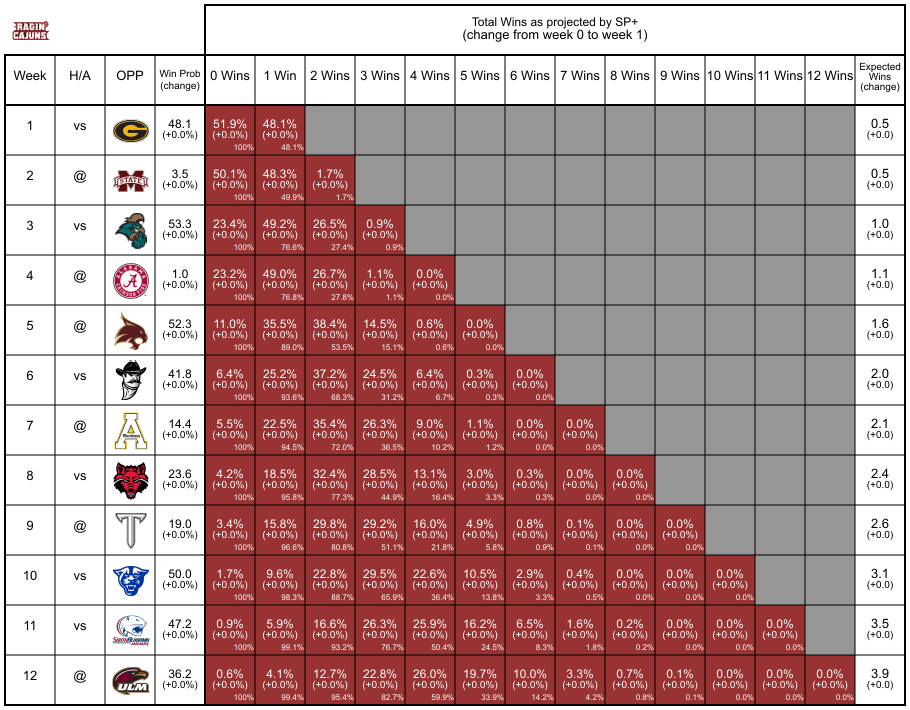 RAGIN' CAJUNS
Total Wins as projected by SP+
(change from week 0 to week 1)
Week H/A OPP Win Prob (change) 0 Wins 1 Win 2 Wins 3 Wins 4 Wins 5 Wins 6 Wins 7 Wins 8 Wins 9 Wins 10 Wins 11 Wins 12 Wins Expected Wins (change)
1 vs G 48.1 51.9% 48.1% 0.5
(+0.0%) (+0.0%) (+0.0%) (+0.0)
100% 48.1%
2 @ STATE 3.5 50.1% 48.3% 1.7% 0.5
(+0.0%) (+0.0%) (+0.0%) (+0.0%) (+0.0)
100% 49.9% 1.7%
3 vs 53.3 23.4% 49.2% 26.5% 0.9% 1.0
(+0.0%) (+0.0%) (+0.0%) (+0.0%) (+0.0%) (+0.0)
100% 76.6% 27.4% 0.9%
4 @ A 1.0 23.2% 49.0% 26.7% 1.1% 0.0% 1.1
(+0.0%) (+0.0%) (+0.0%) (+0.0%) (+0.0%) (+0.0%) (+0.0)
100% 76.8% 27.8% 1.1% 0.0%
5 @ 52.3 11.0% 35.5% 38.4% 14.5% 0.6% 0.0% 1.6
(+0.0%) (+0.0%) (+0.0%) (+0.0%) (+0.0%) (+0.0%) (+0.0%) (+0.0)
100% 89.0% 53.5% 15.1% 0.6% 0.0%
6 vs 41.8 6.4% 25.2% 37.2% 24.5% 6.4% 0.3% 0.0% 2.0
(+0.0%) (+0.0%) (+0.0%) (+0.0%) (+0.0%) (+0.0%) (+0.0%) (+0.0%) (+0.0)
100% 93.6% 68.3% 31.2% 6.7% 0.3% 0.0%
7 @ A 14.4 5.5% 22.5% 35.4% 26.3% 9.0% 1.1% 0.0% 0.0% 2.1
(+0.0%) (+0.0%) (+0.0%) (+0.0%) (+0.0%) (+0.0%) (+0.0%) (+0.0%) (+0.0%) (+0.0)
100% 94.5% 72.0% 36.5% 10.2% 1.2% 0.0% 0.0%
8 vs 23.6 4.2% 18.5% 32.4% 28.5% 13.1% 3.0% 0.3% 0.0% 0.0% 2.4
(+0.0%) (+0.0%) (+0.0%) (+0.0%) (+0.0%) (+0.0%) (+0.0%) (+0.0%) (+0.0%) (+0.0%) (+0.0)
100% 95.8% 77.3% 44.9% 16.4% 3.3% 0.3% 0.0% 0.0%
9 @ T 19.0 3.4% 15.8% 29.8% 29.2% 16.0% 4.9% 0.8% 0.1% 0.0% 0.0% 2.6
(+0.0%) (+0.0%) (+0.0%) (+0.0%) (+0.0%) (+0.0%) (+0.0%) (+0.0%) (+0.0%) (+0.0%) (+0.0%) (+0.0)
100% 96.6% 80.8% 51.1% 21.8% 5.8% 0.9% 0.1% 0.0% 0.0%
10 vs 50.0 1.7% 9.6% 22.8% 29.5% 22.6% 10.5% 2.9% 0.4% 0.0% 0.0% 0.0% 3.1
(+0.0%) (+0.0%) (+0.0%) (+0.0%) (+0.0%) (+0.0%) (+0.0%) (+0.0%) (+0.0%) (+0.0%) (+0.0%) (+0.0%) (+0.0)
100% 98.3% 88.7% 65.9% 36.4% 13.8% 3.3% 0.5% 0.0% 0.0% 0.0%
11 vs SOUTH ALABAMA 47.2 0.9% 5.9% 16.6% 26.3% 25.9% 16.2% 6.5% 1.6% 0.2% 0.0% 0.0% 0.0% 3.5
(+0.0%) (+0.0%) (+0.0%) (+0.0%) (+0.0%) (+0.0%) (+0.0%) (+0.0%) (+0.0%) (+0.0%) (+0.0%) (+0.0%) (+0.0%) (+0.0)
100% 99.1% 93.2% 76.7% 50.4% 24.5% 8.3% 1.8% 0.2% 0.0% 0.0% 0.0%
12 @ ULM 36.2 0.6% 4.1% 12.7% 22.8% 26.0% 19.7% 10.0% 3.3% 0.7% 0.1% 0.0% 0.0% 0.0% 3.9
(+0.0%) (+0.0%) (+0.0%) (+0.0%) (+0.0%) (+0.0%) (+0.0%) (+0.0%) (+0.0%) (+0.0%) (+0.0%) (+0.0%) (+0.0%) (+0.0%) (+0.0)
100% 99.4% 95.4% 82.7% 59.9% 33.9% 14.2% 4.2% 0.8% 0.1% 0.0% 0.0% 0.0%